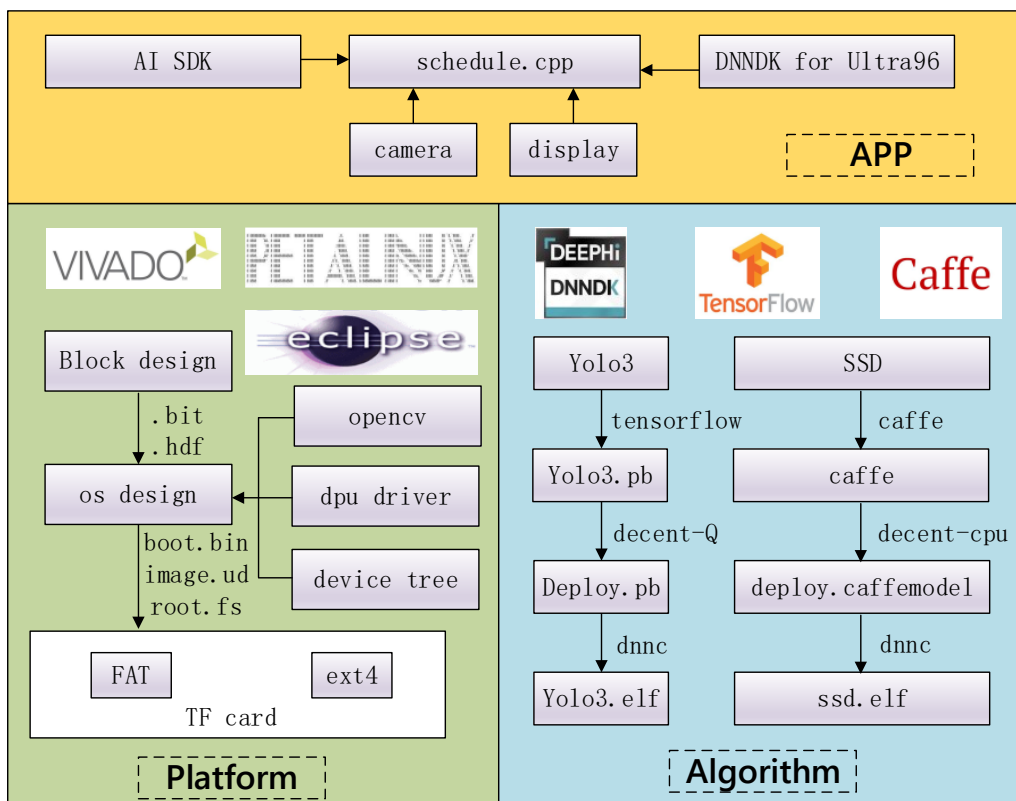 AI SDK
schedule.cpp
DNNDK for Ultra96
camera
display
APP
VIVADO
PETALINUX
eclipse
Block design
.bit
.hdf
opencv
os design
dpu driver
boot.bin
image.ud
root.fs
device tree
FAT
ext4
TF card
Platform
DEEPHi
DNNDK
TensorFlow
Caffe
Yolo3
SSD
tensorflow
caffe
Yolo3.pb
caffe
decent-Q
decent-cpu
Deploy.pb
deploy.caffemodel
dnnc
dnnc
Yolo3.elf
ssd.elf
Algorithm